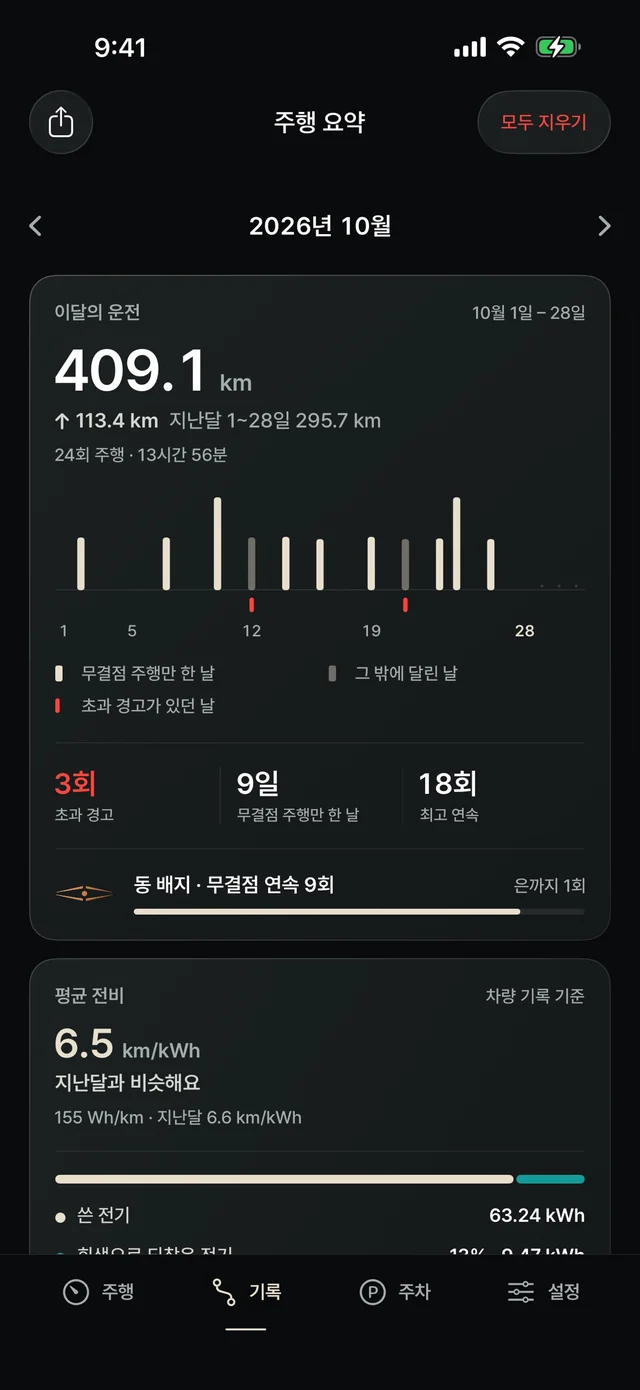 9:41
주행 요약
모두 지우기
2026년 10월
이달의 운전
10월 1일 – 28일
409.1 km
↑ 113.4 km 지난달 1~28일 295.7 km
24회 주행 · 13시간 56분
1 5 12 19 28
무결점 주행만 한 날
그 밖에 달린 날
초과 경고가 있던 날
3회 9일 18회
초과 경고 무결점 주행만 한 날 최고 연속
동 배지 · 무결점 연속 9회
은까지 1회
평균 전비
차량 기록 기준
6.5 km/kWh
지난달과 비슷해요
155 Wh/km · 지난달 6.6 km/kWh
쓴 전기 63.24 kWh
주행 기록 P 주차 설정